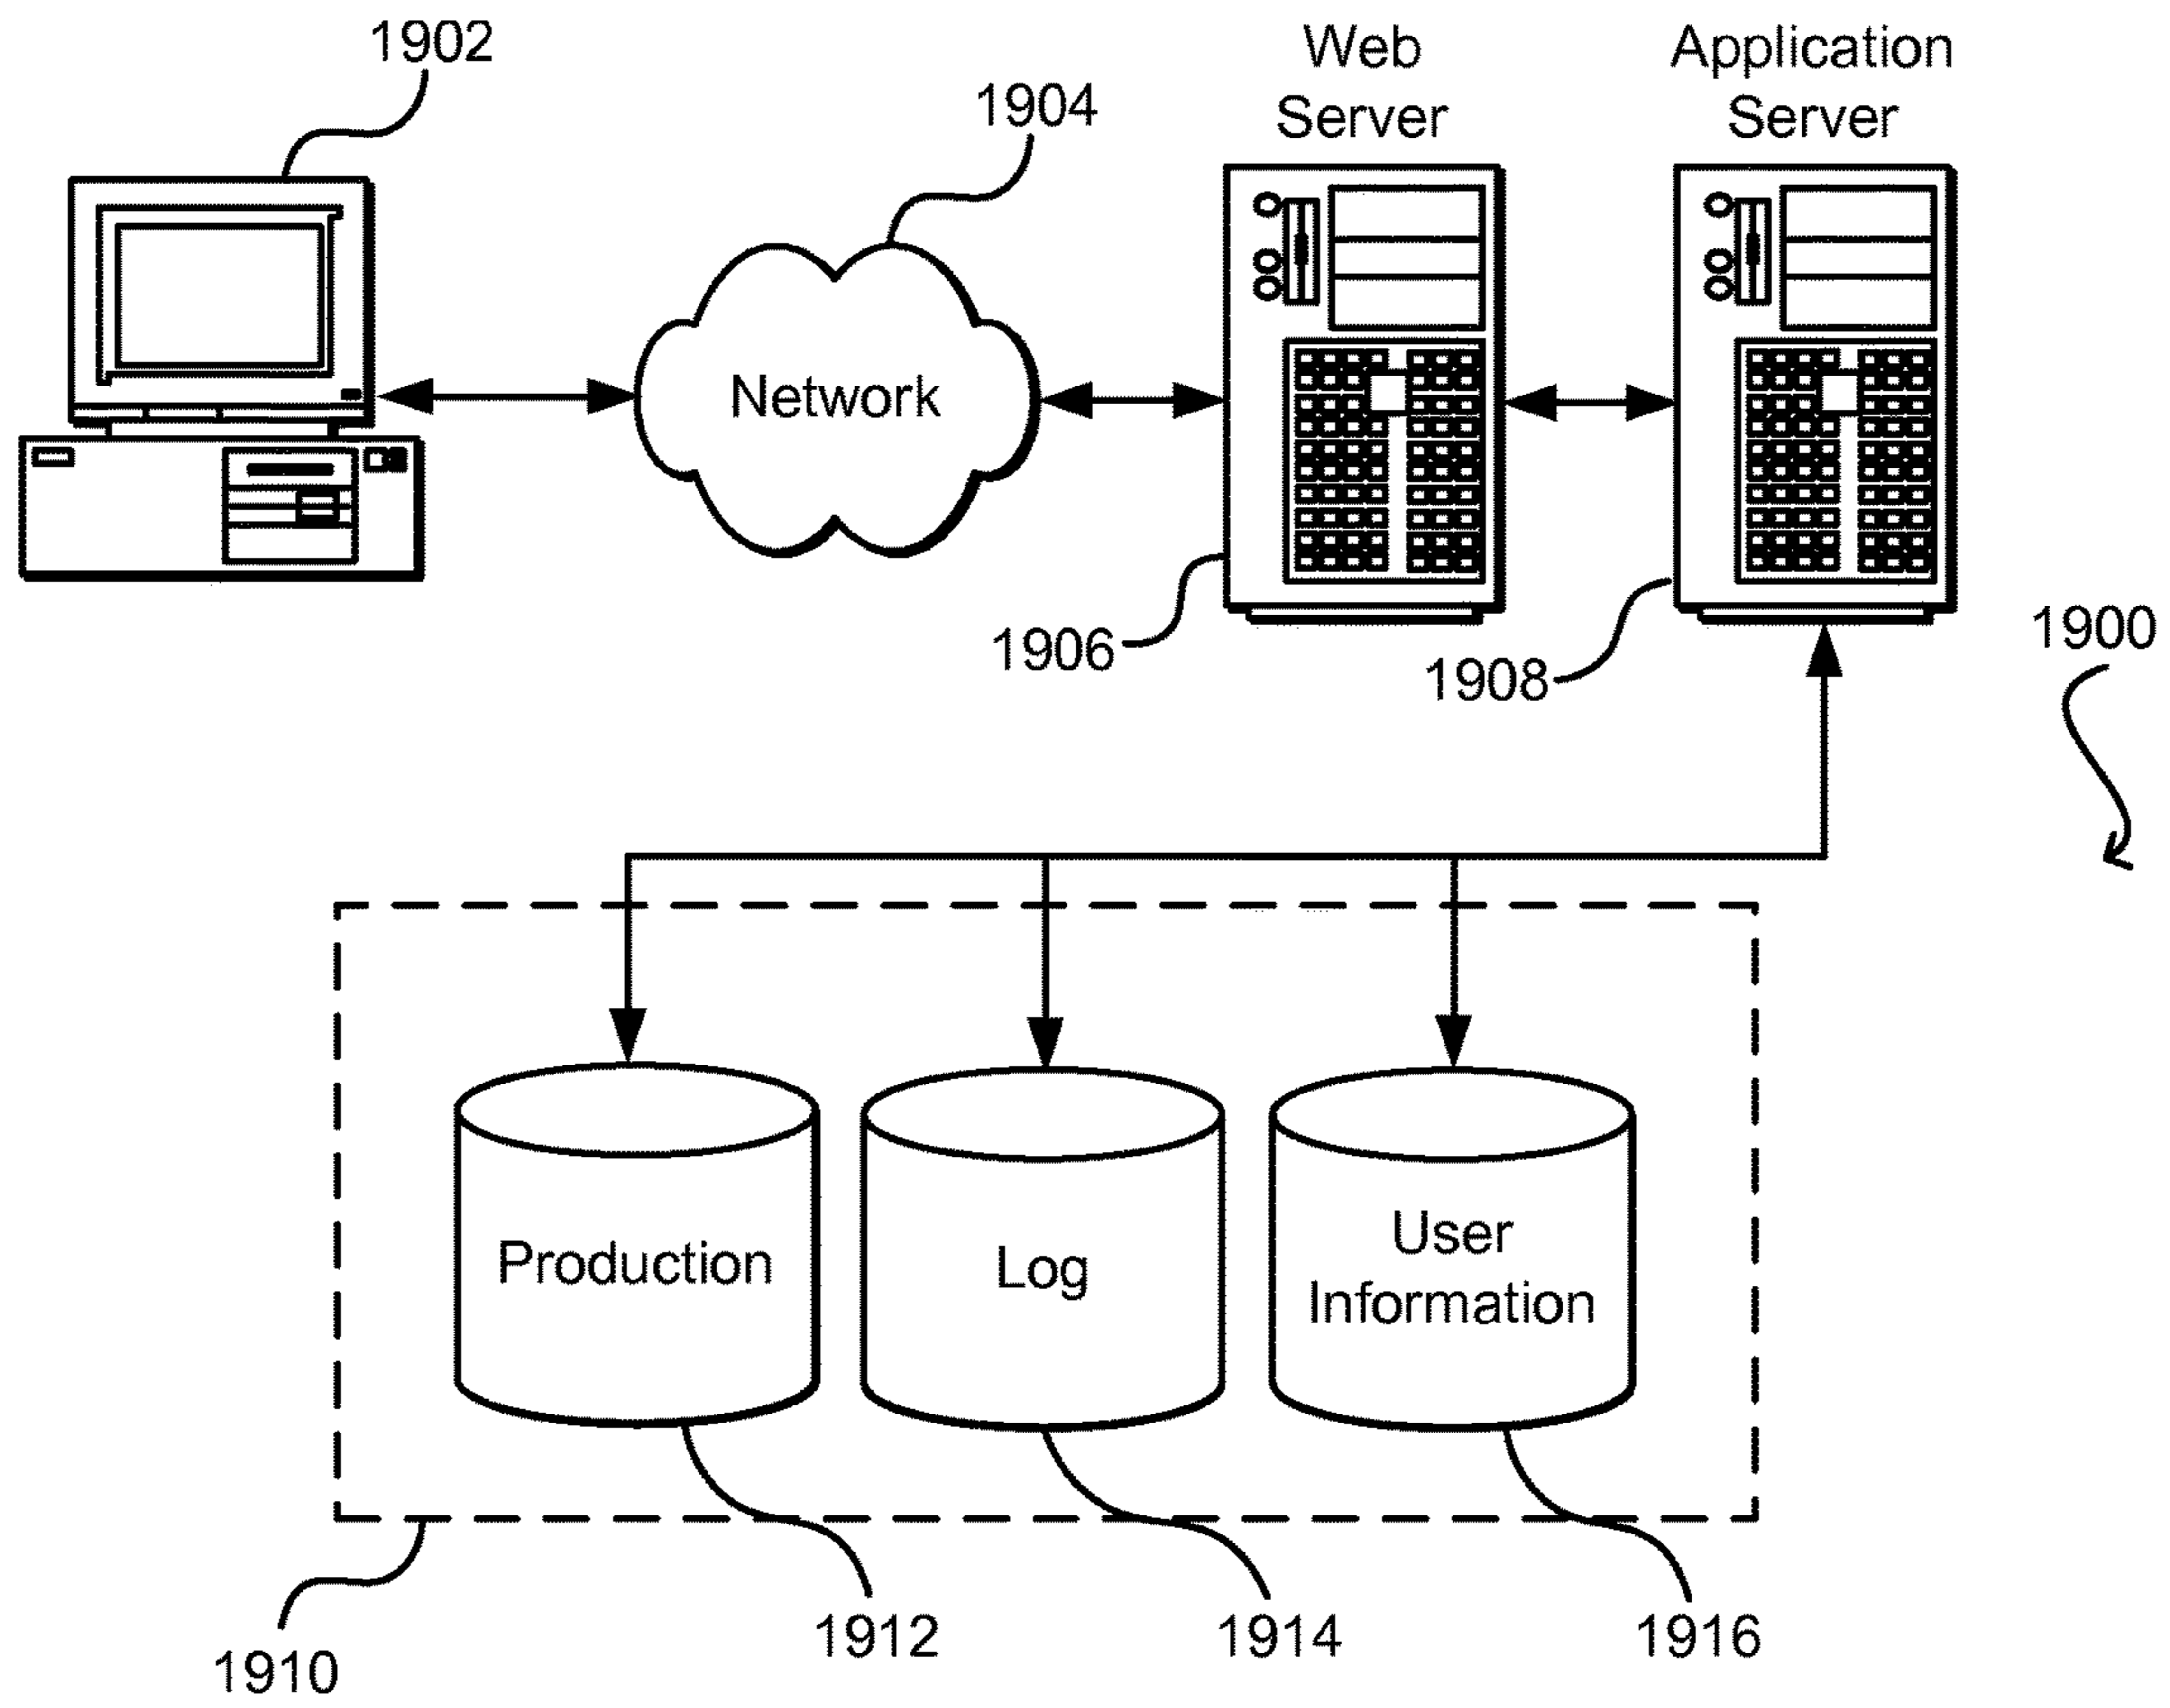 1902
1904
Web
Server
Application
Server
Network
1906
1908
1900
Production
Log
User
Information
1910
1912
1914
1916